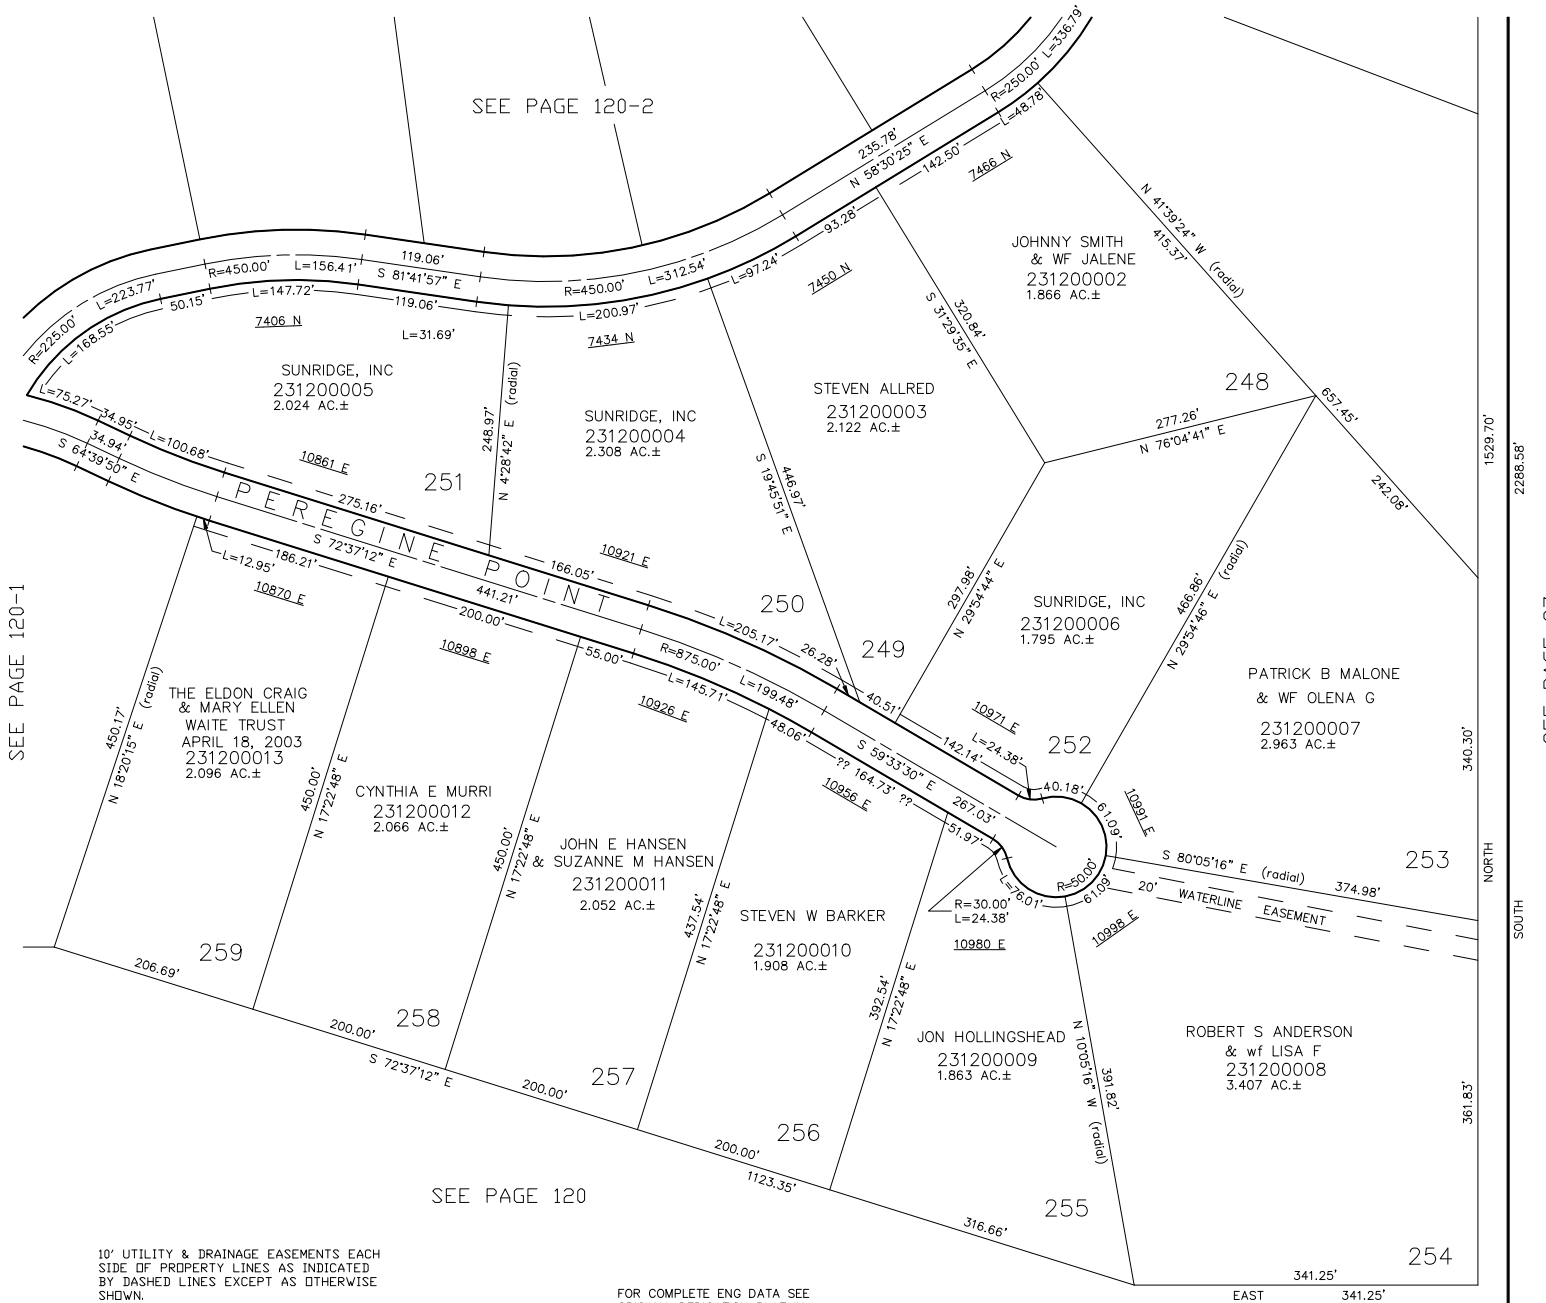 SEE PAGE 120-2
L=336.79'
R=250.00'
L=48.78'
235.78'
N 58°30'25" E
142.50'
7466 N
93.28'
JOHNNY SMITH
& WF JALENE
231200002
1.866 AC.±
N 41°39'24" W (radial)
415.37'
248
657.45'
242.08'
1529.70'
2288.58'
119.06'
S 81°41'57" E
119.06'
R=450.00'
L=156.41'
L=147.72'
L=223.77'
50.15'
R=225.00'
L=168.55'
7406 N
L=31.69'
R=450.00'
L=312.54'
L=200.97'
L=97.24'
7434 N
7450 N
320.84'
S 31°29'35" E
SUNRIDGE, INC
231200005
2.024 AC.±
248.97'
N 4°28'42" E (radial)
SUNRIDGE, INC
231200004
2.308 AC.±
STEVEN ALLRED
231200003
2.122 AC.±
277.26'
N 76°04'41" E
L=75.27'
34.95'
L=100.68'
34.94'
S 64°39'50" E
10861 E
251
446.97'
S 19°45'51" E
275.16'
PEREGINE POINT
S 72°37'12" E
441.21'
166.05'
10921 E
250
249
L=12.95'
186.21'
10870 E
200.00'
10898 E
55.00'
R=875.00'
L=205.17'
26.28'
L=199.48'
L=145.71'
10926 E
48.06'
40.51'
297.98'
N 29°54'44" E
SUNRIDGE, INC
231200006
1.795 AC.±
466.86'
N 29°54'46" E (radial)
PATRICK B MALONE
& WF OLENA G
231200007
2.963 AC.±
340.30'
SEE PAGE 120-1
10971 E
142.14'
L=24.38'
252
S 59°33'30" E
267.03'
?? 164.73' ??
10956 E
51.97'
40.18'
61.09'
10991 E
450.17'
N 18°20'15" E (radial)
THE ELDON CRAIG
& MARY ELLEN
WAITE TRUST
APRIL 18, 2003
231200013
2.096 AC.±
450.00'
N 17°22'48" E
CYNTHIA E MURRI
231200012
2.066 AC.±
450.00'
N 17°22'48" E
JOHN E HANSEN
& SUZANNE M HANSEN
231200011
2.052 AC.±
437.54'
N 17°22'48" E
STEVEN W BARKER
231200010
1.908 AC.±
R=50.00'
L=76.01'
61.09'
R=30.00'
L=24.38'
10980 E
10998 E
S 80°05'16" E (radial)
374.98'
20' WATERLINE EASEMENT
253
NORTH
SOUTH
259
206.69'
258
200.00'
S 72°37'12" E
257
200.00'
256
200.00'
1123.35'
392.54'
N 17°22'48" E
JON HOLLINGSHEAD
231200009
1.863 AC.±
N 10°05'16" W (radial)
391.82'
ROBERT S ANDERSON
& wf LISA F
231200008
3.407 AC.±
361.83'
SEE PAGE 120
255
316.66'
254
341.25'
EAST 341.25'
10' UTILITY & DRAINAGE EASEMENTS EACH
SIDE OF PROPERTY LINES AS INDICATED
BY DASHED LINES EXCEPT AS OTHERWISE
SHOWN.
FOR COMPLETE ENG DATA SEE